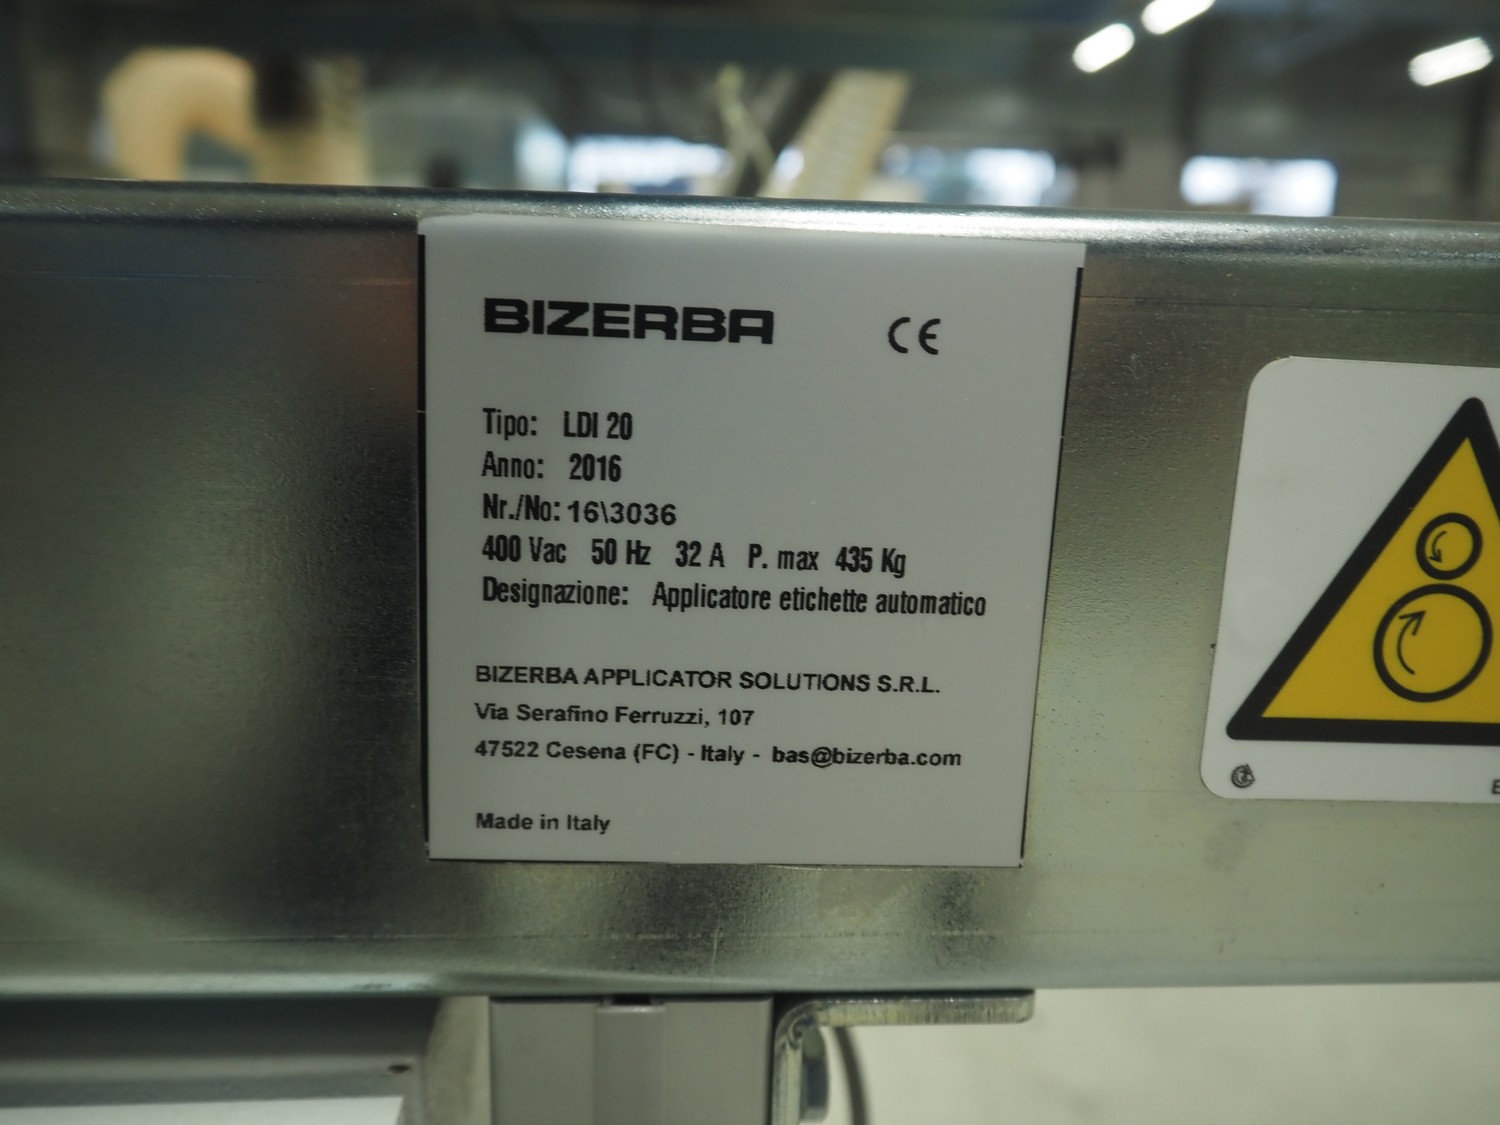 BIZERBA CE
Tipo: LDI 20
Anno: 2016
Nr./No: 16\3036
400 Vac 50 Hz 32 A P. max 435 Kg
Designazione: Applicatore etichette automatico
BIZERBA APPLICATOR SOLUTIONS S.R.L.
Via Serafino Ferruzzi, 107
47522 Cesena (FC) - Italy - bas@bizerba.com
Made in Italy